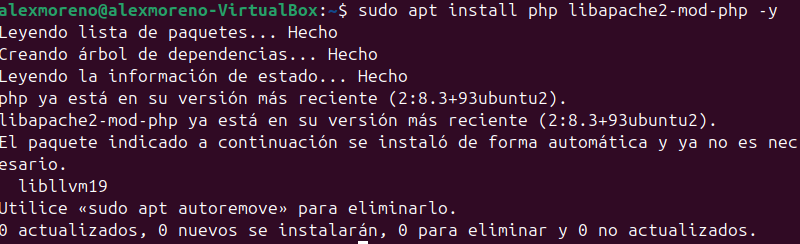 alexmoreno@alexmoreno-VirtualBox:~$ sudo apt install php libapache2-mod-php -y
Leyendo lista de paquetes... Hecho
Creando árbol de dependencias... Hecho
Leyendo la información de estado... Hecho
php ya está en su versión más reciente (2:8.3+93ubuntu2).
libapache2-mod-php ya está en su versión más reciente (2:8.3+93ubuntu2).
El paquete indicado a continuación se instaló de forma automática y ya no es nec
esario.
  libllvm19
Utilice «sudo apt autoremove» para eliminarlo.
0 actualizados, 0 nuevos se instalarán, 0 para eliminar y 0 no actualizados.